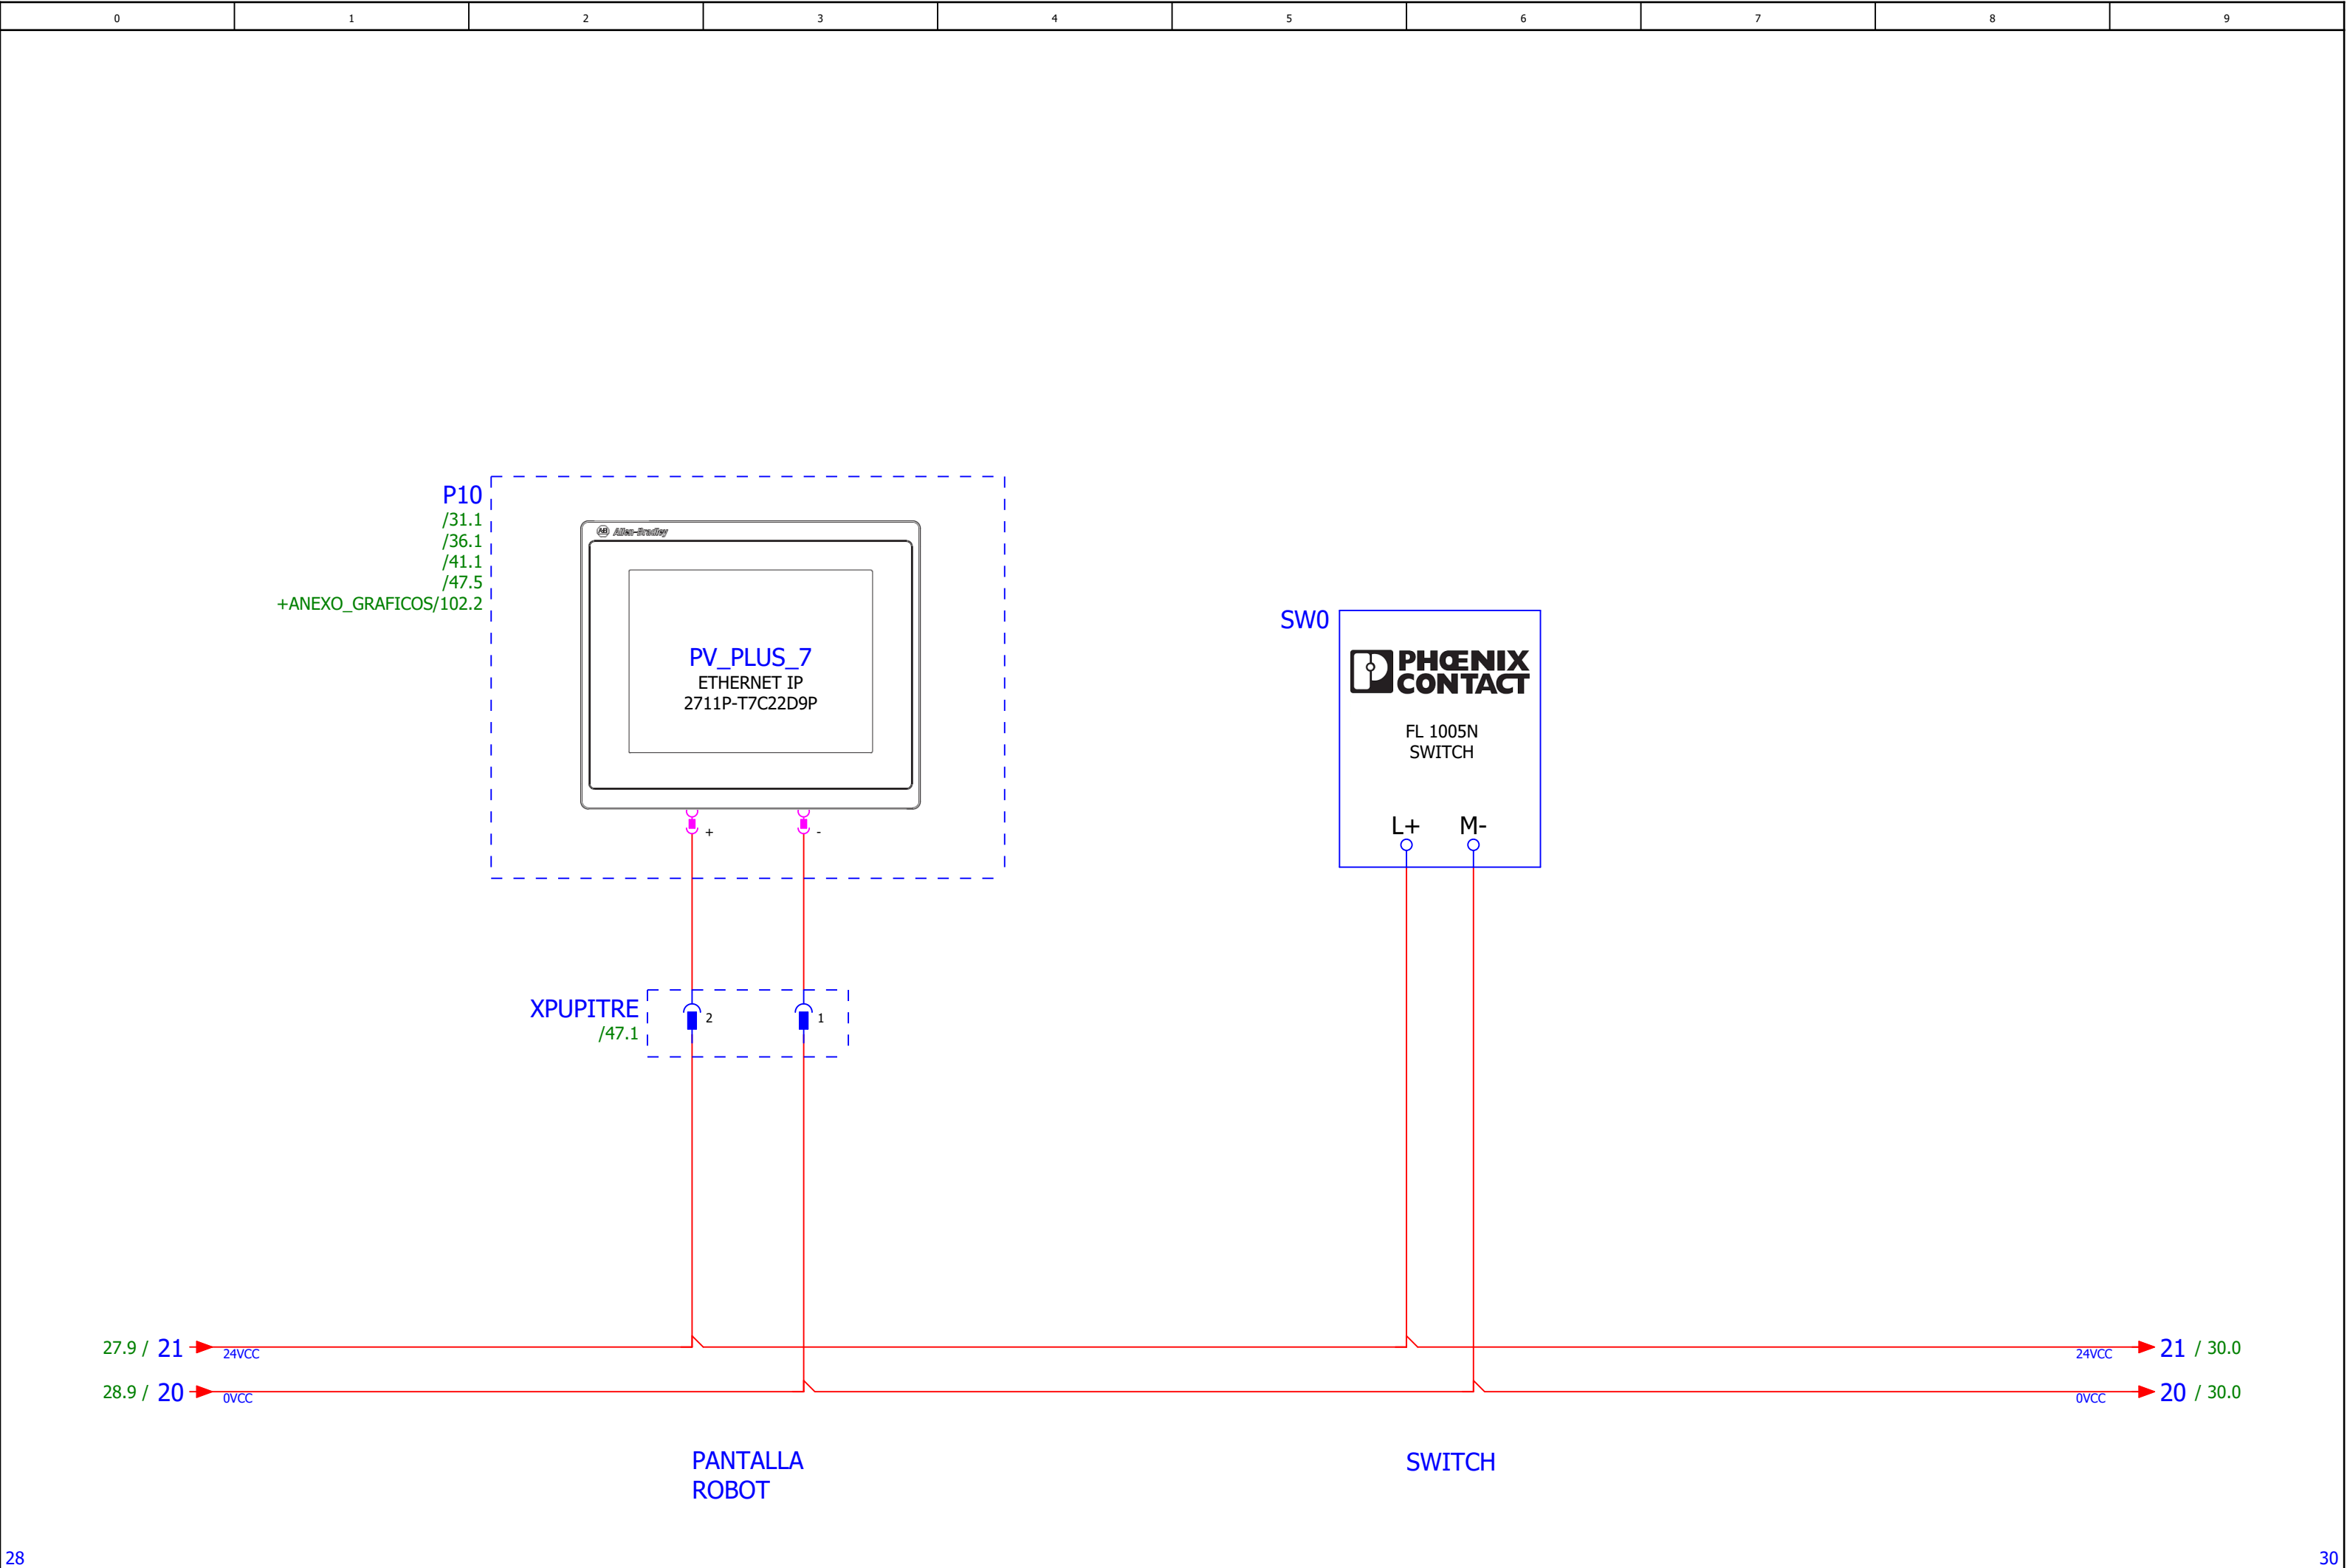 0 1 2 3 4 5 6 7 8 9
P10
/31.1
/36.1
/41.1
/47.5
+ANEXO_GRAFICOS/102.2
AB Allen-Bradley
PV_PLUS_7
ETHERNET IP
2711P-T7C22D9P
+ -
SW0
PHŒNIX
CONTACT
FL 1005N
SWITCH
L+ M-
XPUPITRE
/47.1
2 1
27.9 / 21 24VCC 24VCC 21 / 30.0
28.9 / 20 0VCC 0VCC 20 / 30.0
PANTALLA
ROBOT
SWITCH
28 30